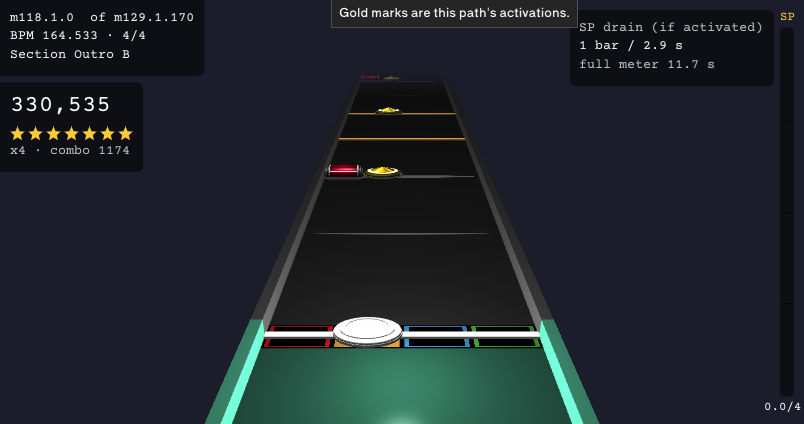 m118.1.0 of m129.1.170
BPM 164.533 · 4/4
Section Outro B
330,535
x4 · combo 1174
Gold marks are this path's activations.
SP drain (if activated)
1 bar / 2.9 s
full meter 11.7 s
SP
0.0/4